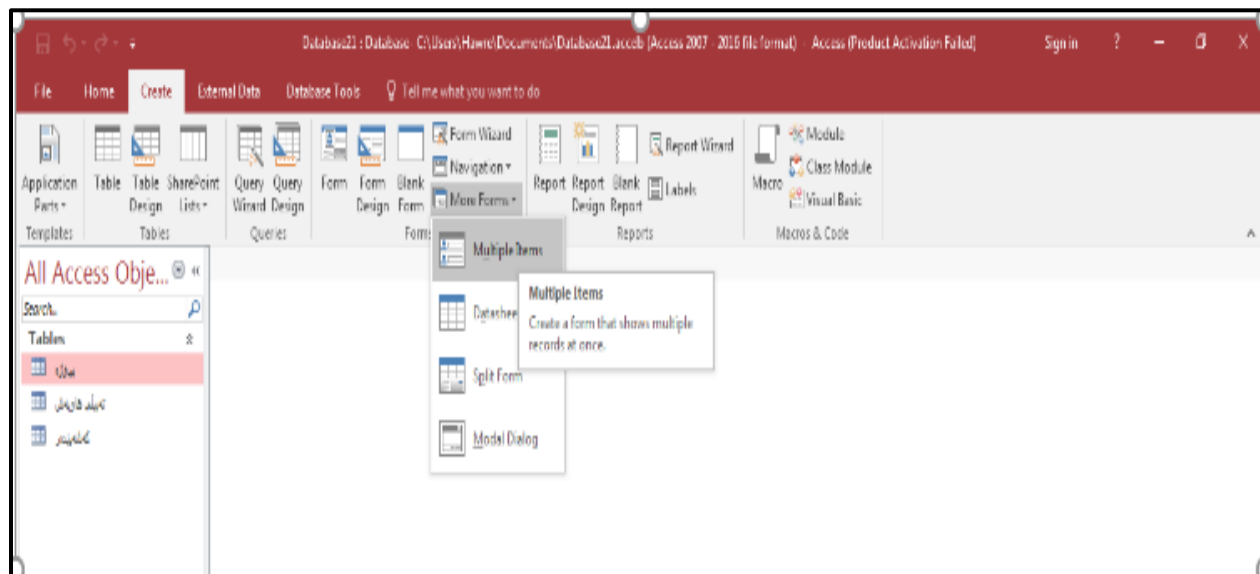 Database21 : Database- C:\Users\Hawre\Documents\Database21.accdb (Access 2007 - 2016 file format) - Access (Product Activation Failed)
Sign in ?
File Home Create External Data Database Tools Tell me what you want to do
Application Parts
Table
Table Design
SharePoint Lists
Query Wizard
Query Design
Form
Form Design
Blank Form
Form Wizard
Navigation
More Forms
Report
Report Design
Blank Report
Report Wizard
Labels
Macro
Module
Class Module
Visual Basic
Templates Tables Queries Reports Macros & Code
All Access Obje...
Search...
Tables
Multiple Items
Split Form
Modal Dialog
Multiple Items
Create a form that shows multiple
records at once.